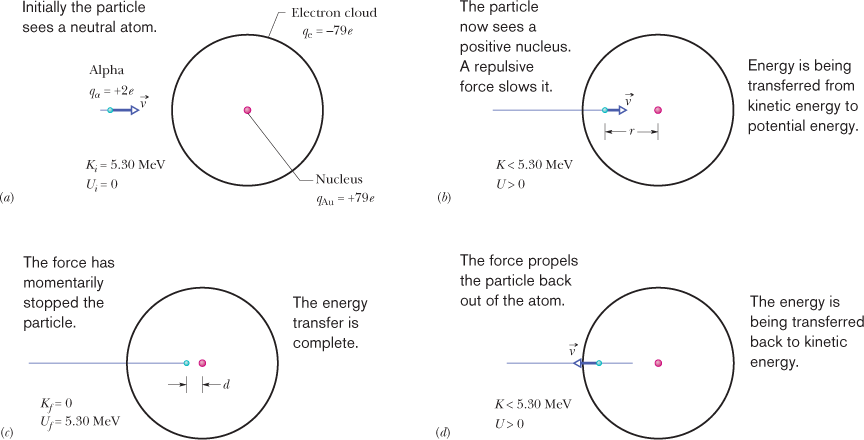 Initially the particle
sees a neutral atom.
Electron cloud
qe = –79e
Alpha
qα = +2e
v
Ki = 5.30 MeV
Ui = 0
Nucleus
qAu = +79e
(a)
The particle
now sees a
positive nucleus.
A repulsive
force slows it.
v
r
Energy is being
transferred from
kinetic energy to
potential energy.
K < 5.30 MeV
U > 0
(b)
The force has
momentarily
stopped the
particle.
The energy
transfer is
complete.
d
Kf = 0
Uf = 5.30 MeV
(c)
The force propels
the particle back
out of the atom.
v
The energy is
being transferred
back to kinetic
energy.
K < 5.30 MeV
U > 0
(d)